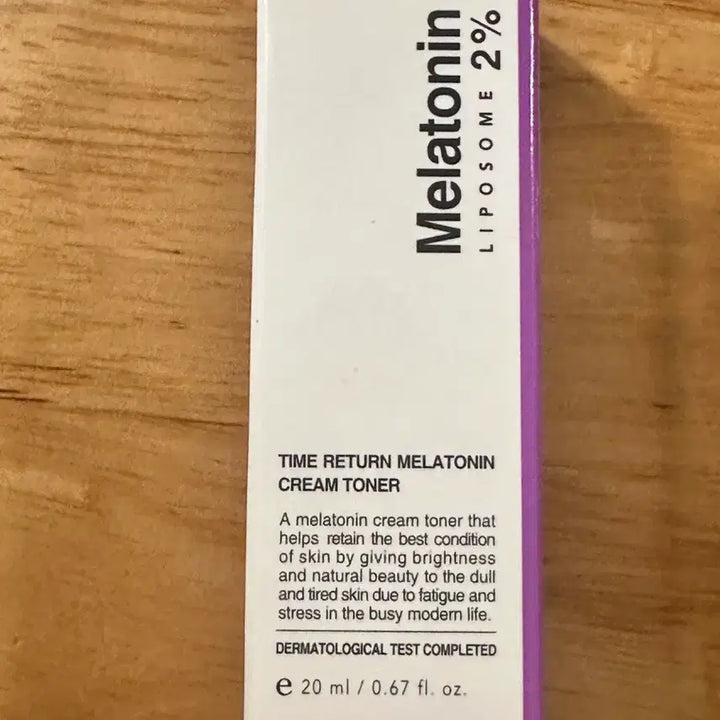 Melatonin
LIPOSOME 2%
TIME RETURN MELATONIN
CREAM TONER
A melatonin cream toner that
helps retain the best condition
of skin by giving brightness
and natural beauty to the dull
and tired skin due to fatigue and
stress in the busy modern life.
DERMATOLOGICAL TEST COMPLETED
e 20 ml / 0.67 fl. oz.